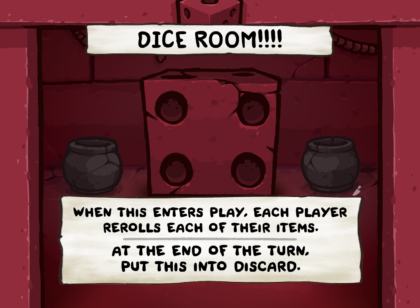 DICE ROOM!!!!
WHEN THIS ENTERS PLAY, EACH PLAYER
REROLLS EACH OF THEIR ITEMS.
AT THE END OF THE TURN,
PUT THIS INTO DISCARD.